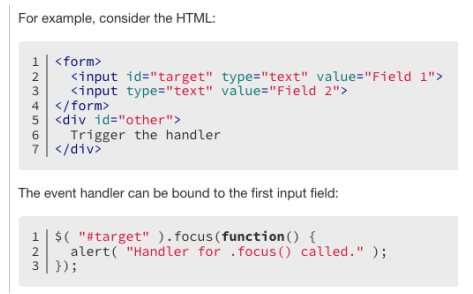 For example, consider the HTML:
1 <form>
2   <input id="target" type="text" value="Field 1">
3   <input type="text" value="Field 2">
4 </form>
5 <div id="other">
6   Trigger the handler
7 </div>
The event handler can be bound to the first input field:
1 $( "#target" ).focus(function() {
2   alert( "Handler for .focus() called." );
3 });